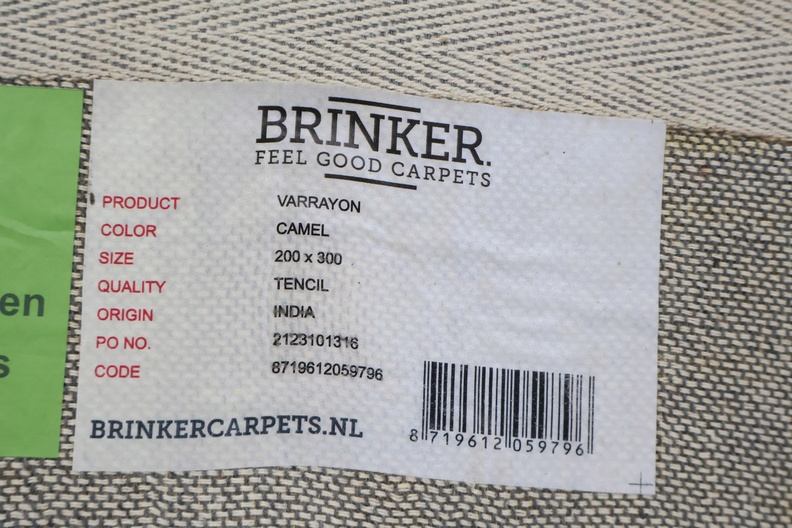 BRINKER.
FEEL GOOD CARPETS
PRODUCT VARRAYON
COLOR CAMEL
SIZE 200 x 300
QUALITY TENCIL
ORIGIN INDIA
PO NO. 2123101316
CODE 8719612059796
BRINKERCARPETS.NL
8 719612 059796
en
s